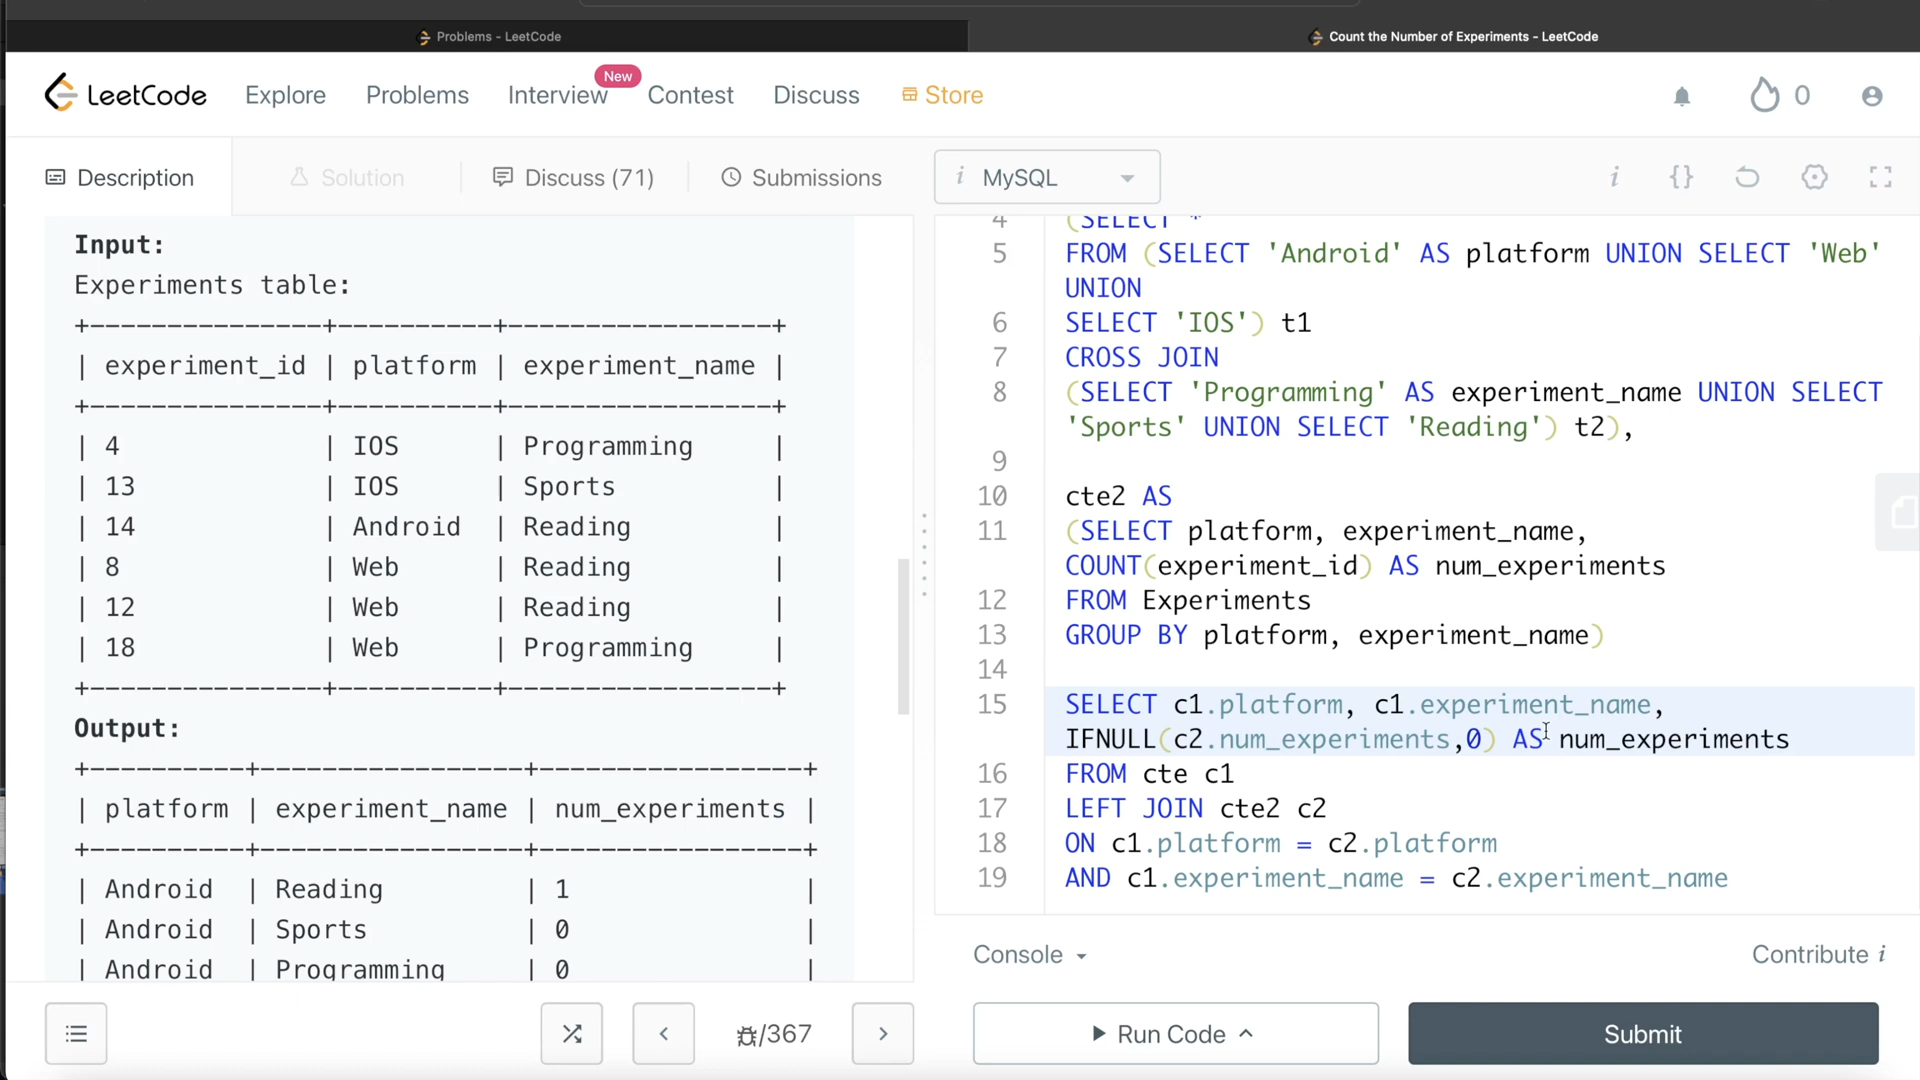 Problems - LeetCode
Count the Number of Experiments - LeetCode
LeetCode
Explore
Problems
Interview
New
Contest
Discuss
Store
0
Description
Solution
Discuss (71)
Submissions
i MySQL
i {}
Input:
Experiments table:
+----------------+----------+-----------------+
| experiment_id | platform | experiment_name |
+----------------+----------+-----------------+
| 4 | IOS | Programming |
| 13 | IOS | Sports |
| 14 | Android | Reading |
| 8 | Web | Reading |
| 12 | Web | Reading |
| 18 | Web | Programming |
+----------------+----------+-----------------+
Output:
+----------+-----------------+-----------------+
| platform | experiment_name | num_experiments |
+----------+-----------------+-----------------+
| Android | Reading | 1 |
| Android | Sports | 0 |
| Android | Programming | 0 |
4 (SELECT *
5 FROM (SELECT 'Android' AS platform UNION SELECT 'Web'
UNION
6 SELECT 'IOS') t1
7 CROSS JOIN
8 (SELECT 'Programming' AS experiment_name UNION SELECT
'Sports' UNION SELECT 'Reading') t2),
9
10 cte2 AS
11 (SELECT platform, experiment_name,
COUNT(experiment_id) AS num_experiments
12 FROM Experiments
13 GROUP BY platform, experiment_name)
14
15 SELECT c1.platform, c1.experiment_name,
IFNULL(c2.num_experiments,0) AS num_experiments
16 FROM cte c1
17 LEFT JOIN cte2 c2
18 ON c1.platform = c2.platform
19 AND c1.experiment_name = c2.experiment_name
Console
Contribute i
/367
Run Code
Submit